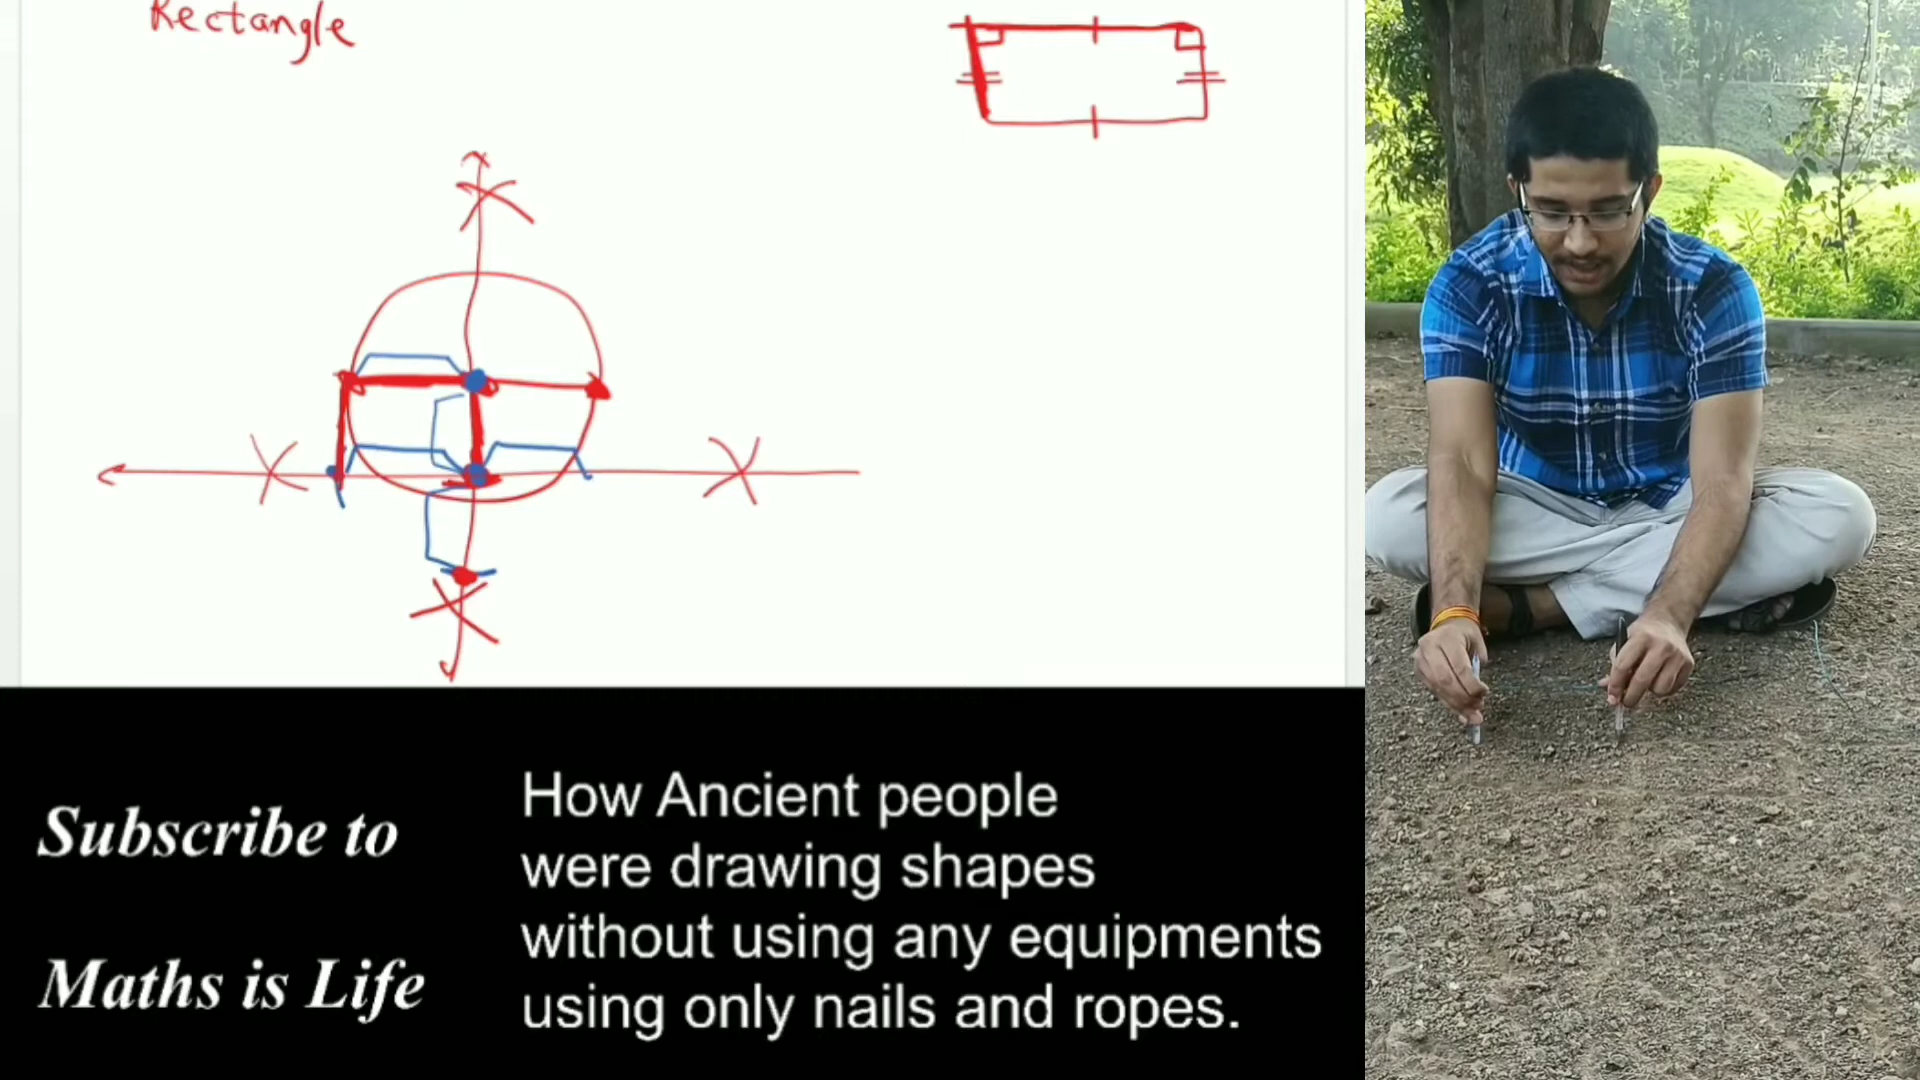 Rectangle
Subscribe to
Maths is Life
How Ancient people
were drawing shapes
without using any equipments
using only nails and ropes.